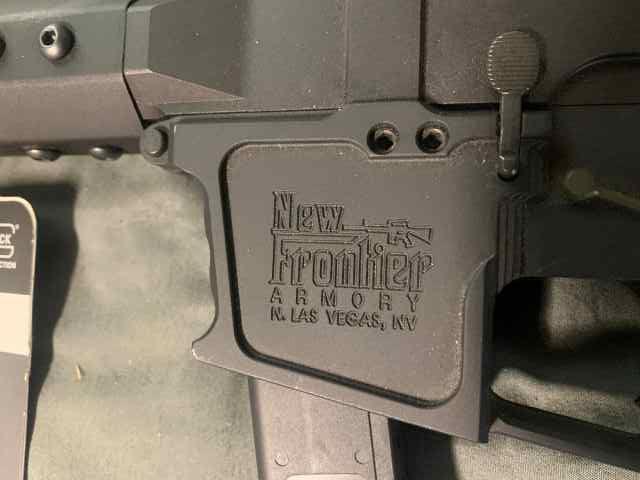 New
Frontier
ARMORY
N. LAS VEGAS, NV